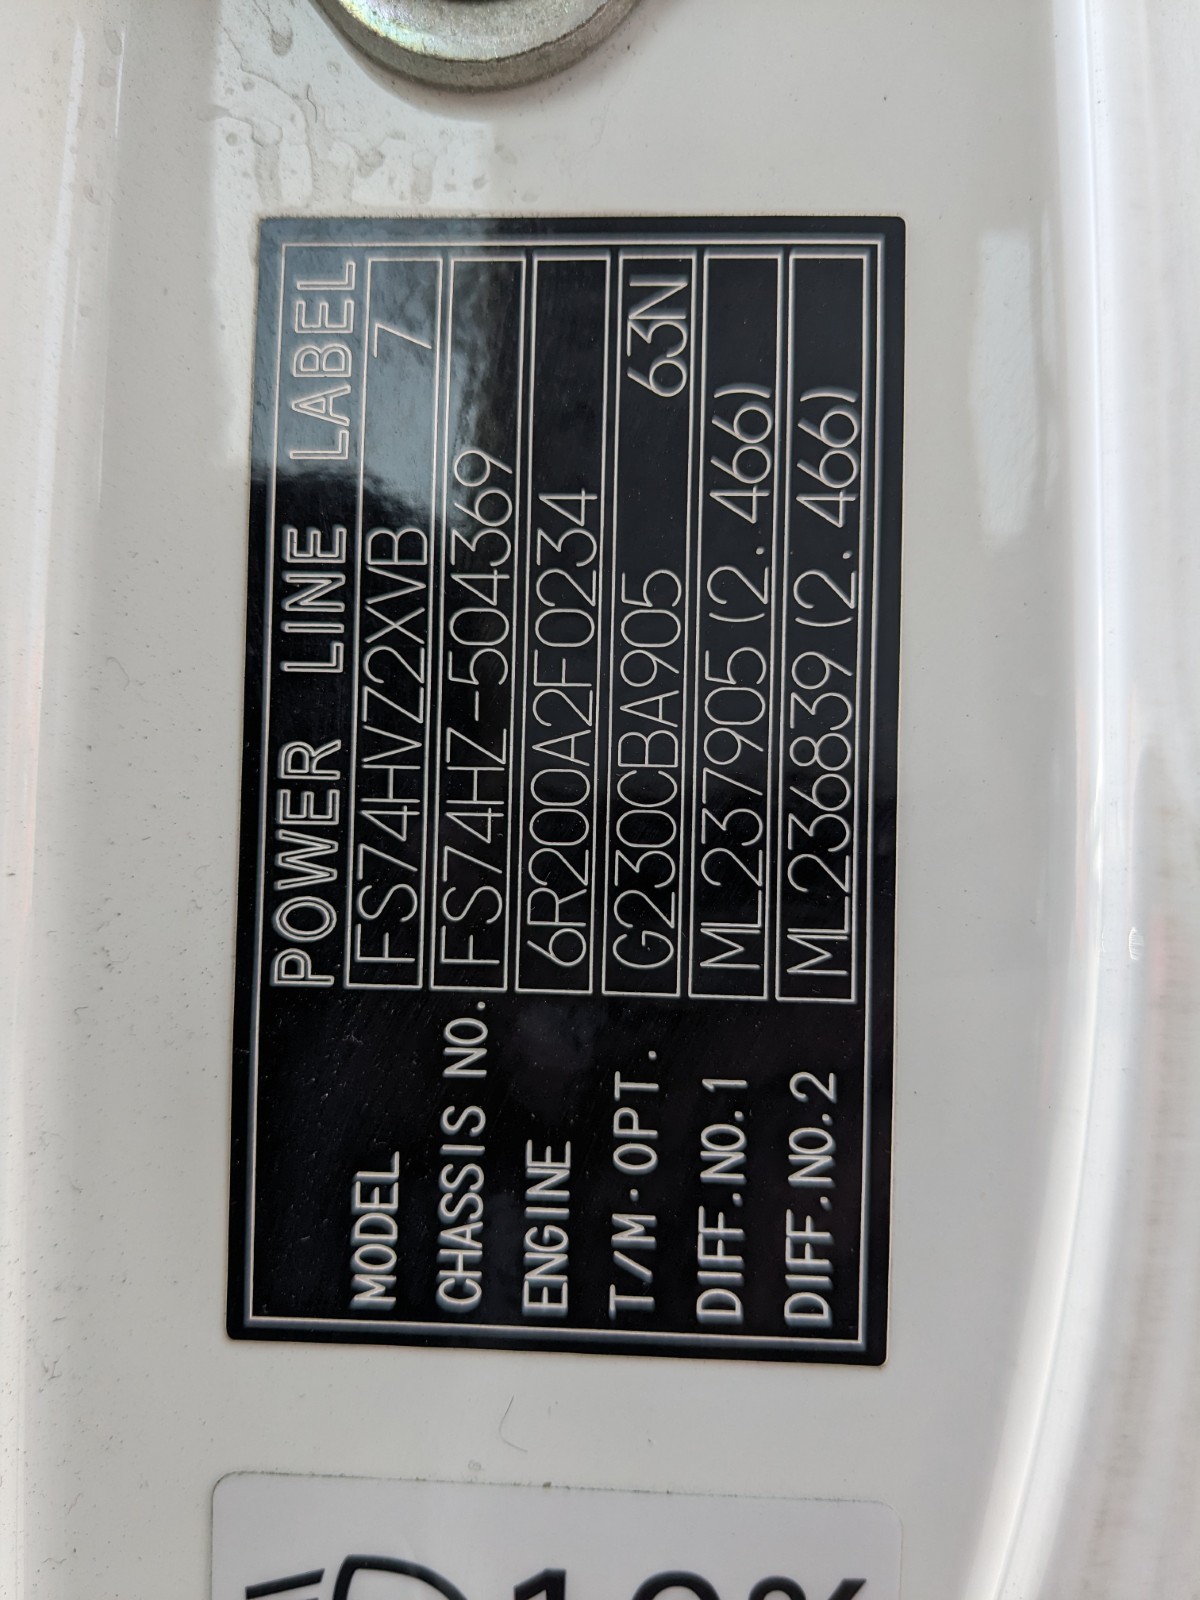 POWER LINE LABEL
MODEL FS74HVZ2XVB 7
CHASSIS NO. FS74HZ-504369
ENGINE 6R200A2F0234
T/M·OPT. G230CBA905 63N
DIFF.NO.1 ML237905(2.466)
DIFF.NO.2 ML236839(2.466)